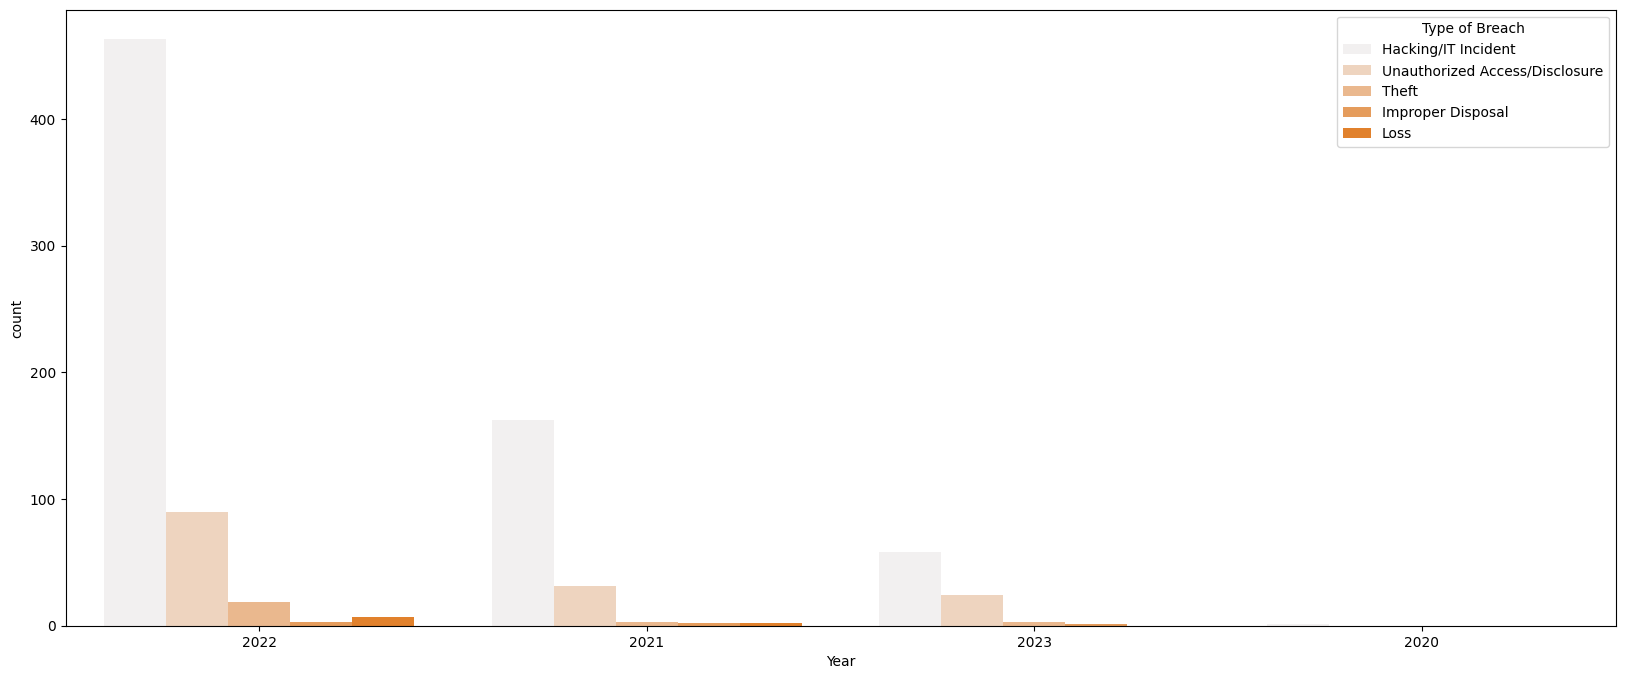 Type of Breach
Hacking/IT Incident
Unauthorized Access/Disclosure
Theft
Improper Disposal
Loss
400
300
200
100
0
count
2022 2021 2023 2020
Year